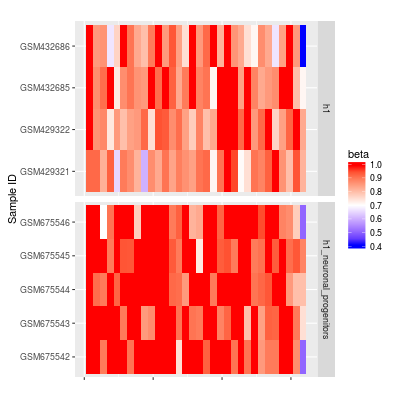 Sample ID
GSM432686
GSM432685
GSM429322
GSM429321
h1
GSM675546
GSM675545
GSM675544
GSM675543
GSM675542
h1_neuronal_progenitors
beta
1.0
0.9
0.8
0.7
0.6
0.5
0.4